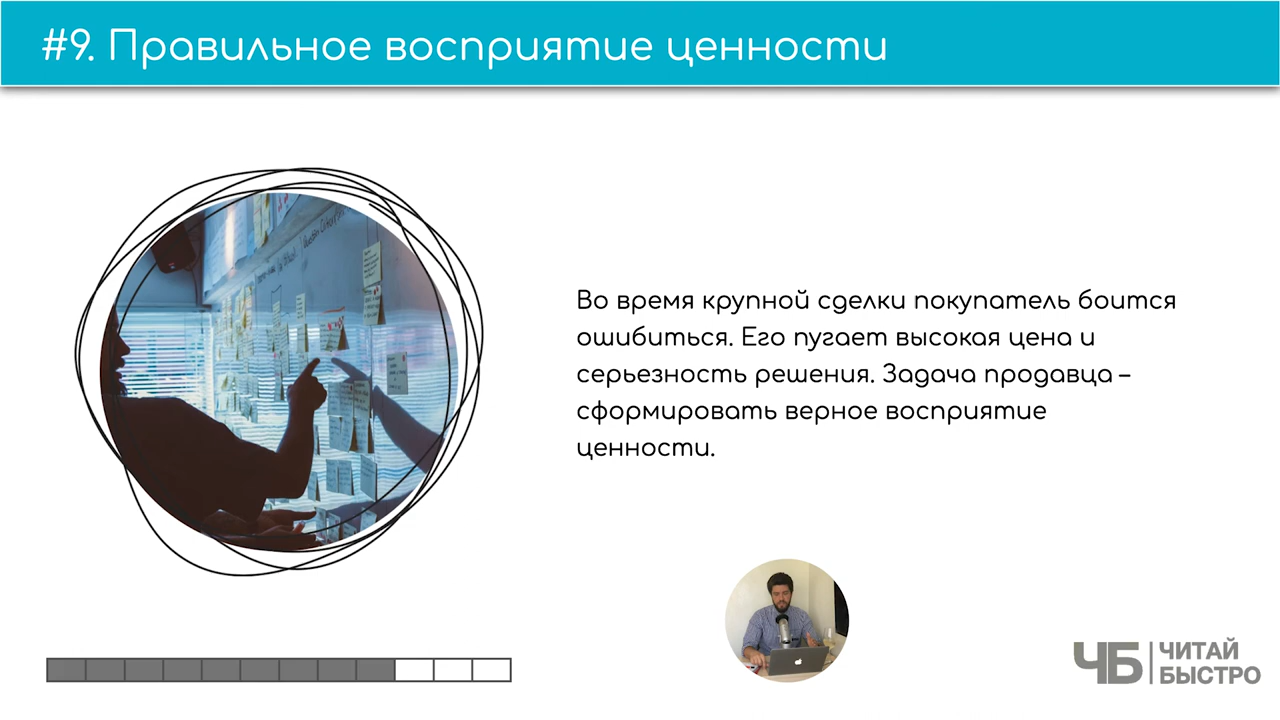 #9. Правильное восприятие ценности
Во время крупной сделки покупатель боится
ошибиться. Его пугает высокая цена и
серьезность решения. Задача продавца –
сформировать верное восприятие
ценности.
ЧБ
ЧИТАЙ
БЫСТРО